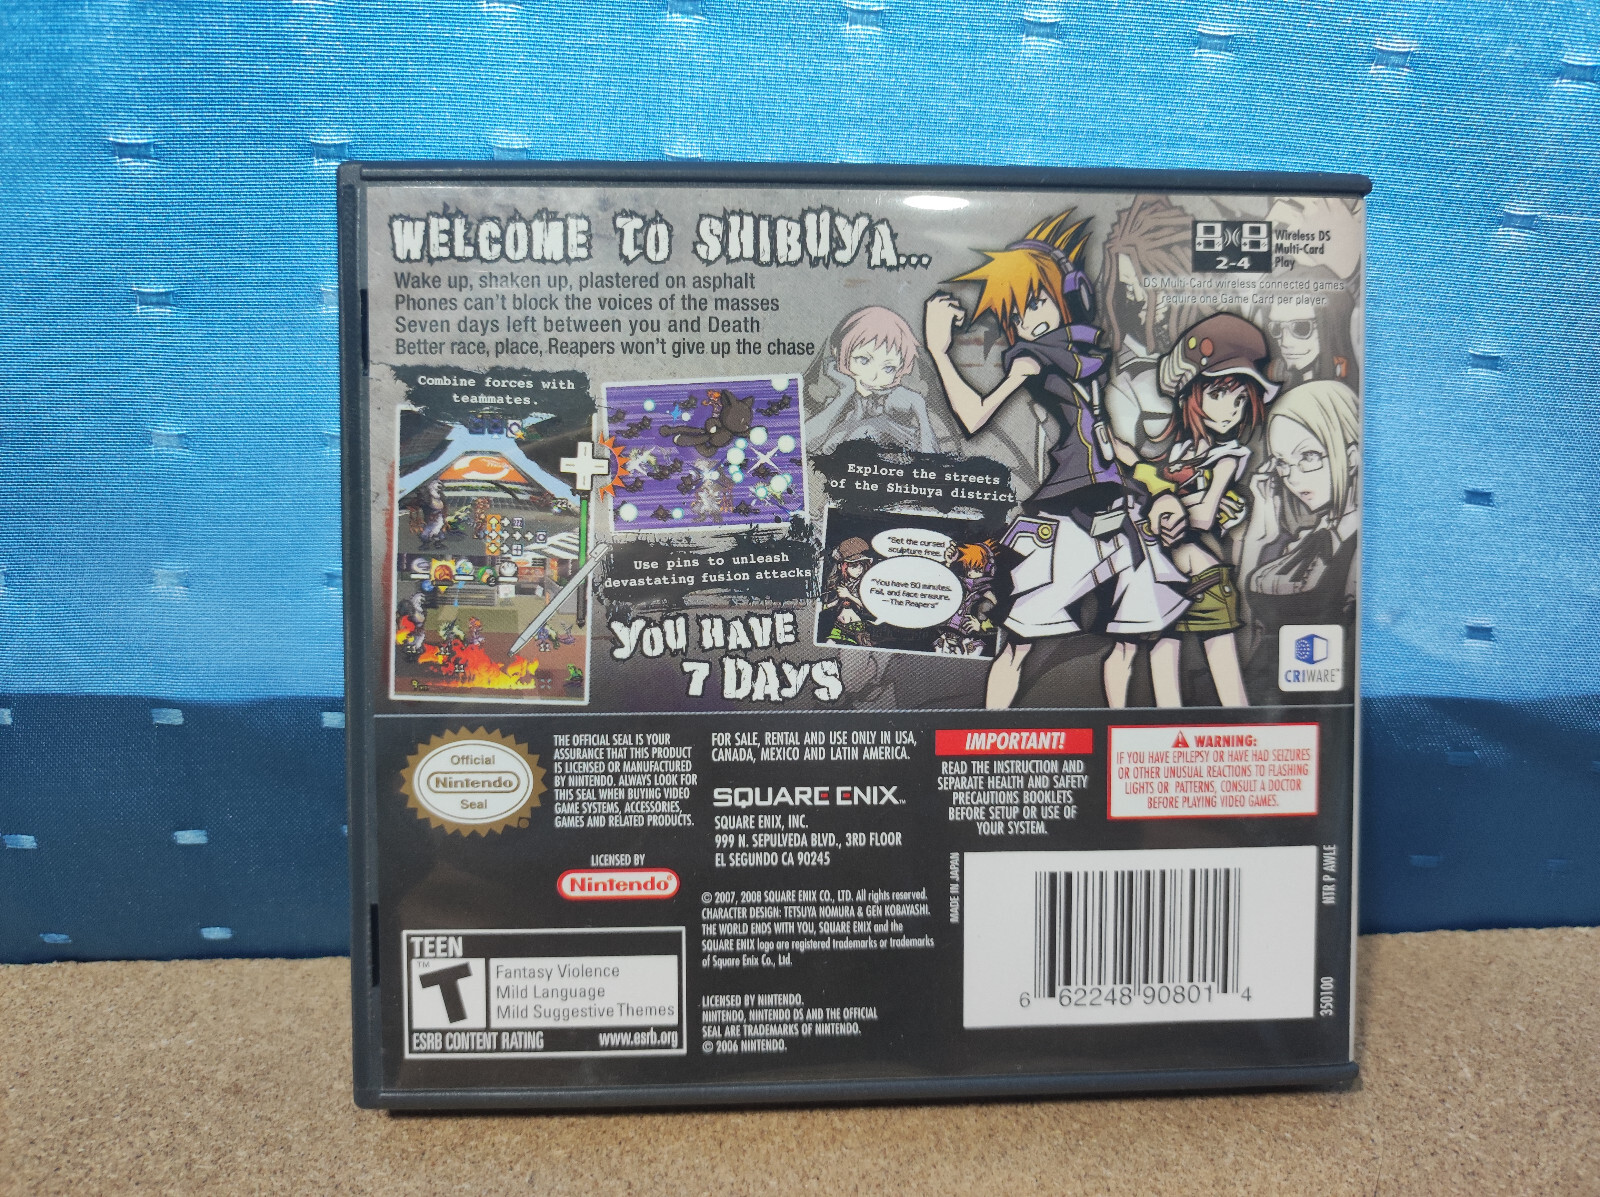 WELCOME TO SHIBUYA...
Wake up, shaken up, plastered on asphalt
Phones can't block the voices of the masses
Seven days left between you and Death
Better race, place, Reapers won't give up the chase
2-4
Wireless DS
Multi-Card
Play
DS Multi-Card wireless connected games
require one Game Card per player.
Combine forces with
teammates.
Use pins to unleash
devastating fusion attacks!
Explore the streets
of the Shibuya district
"Set the cursed
sculpture free.
"You have 60 minutes.
Fail, and face erasure.
—The Reapers"
YOU HAVE
7 DAYS
CRIWARE™
Official
Nintendo
Seal
THE OFFICIAL SEAL IS YOUR
ASSURANCE THAT THIS PRODUCT
IS LICENSED OR MANUFACTURED
BY NINTENDO. ALWAYS LOOK FOR
THIS SEAL WHEN BUYING VIDEO
GAME SYSTEMS, ACCESSORIES,
GAMES AND RELATED PRODUCTS.
LICENSED BY
Nintendo®
TEEN
T
TM
Fantasy Violence
Mild Language
Mild Suggestive Themes
ESRB CONTENT RATING www.esrb.org
FOR SALE, RENTAL AND USE ONLY IN USA,
CANADA, MEXICO AND LATIN AMERICA.
SQUARE ENIX™
SQUARE ENIX, INC.
999 N. SEPULVEDA BLVD., 3RD FLOOR
EL SEGUNDO CA 90245
© 2007, 2008 SQUARE ENIX CO., LTD. All rights reserved.
CHARACTER DESIGN: TETSUYA NOMURA & GEN KOBAYASHI.
THE WORLD ENDS WITH YOU, SQUARE ENIX and the
SQUARE ENIX logo are registered trademarks or trademarks
of Square Enix Co., Ltd.
LICENSED BY NINTENDO.
NINTENDO, NINTENDO DS AND THE OFFICIAL
SEAL ARE TRADEMARKS OF NINTENDO.
© 2006 NINTENDO.
IMPORTANT!
READ THE INSTRUCTION AND
SEPARATE HEALTH AND SAFETY
PRECAUTIONS BOOKLETS
BEFORE SETUP OR USE OF
YOUR SYSTEM.
WARNING:
IF YOU HAVE EPILEPSY OR HAVE HAD SEIZURES
OR OTHER UNUSUAL REACTIONS TO FLASHING
LIGHTS OR PATTERNS, CONSULT A DOCTOR
BEFORE PLAYING VIDEO GAMES.
MADE IN JAPAN
6 62248 90801 4
NTR P AWLE
350100